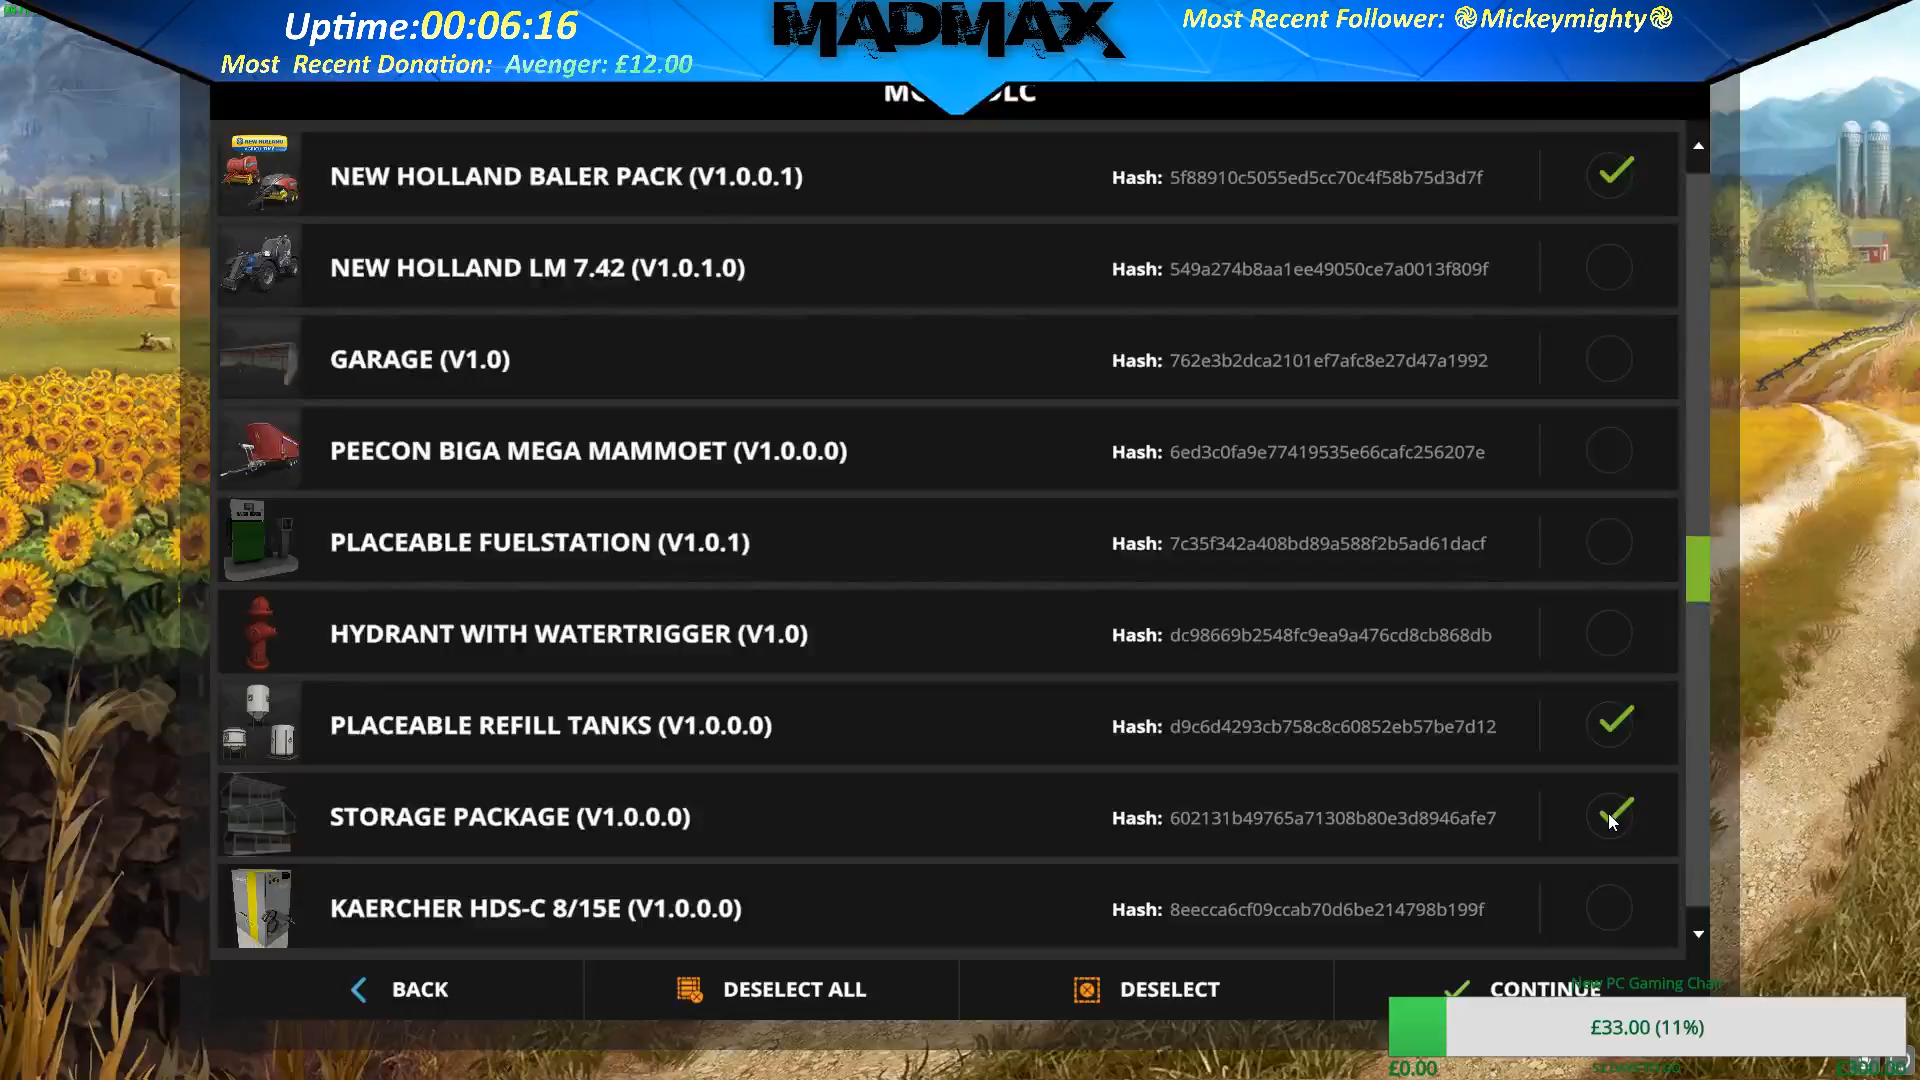 Uptime:00:06:16
Most Recent Donation: Avenger: £12.00
MADMAX
Most Recent Follower: Mickeymighty
NEW HOLLAND BALER PACK (V1.0.0.1)
Hash: 5f88910c5055ed5cc70c4f58b75d3d7f
NEW HOLLAND LM 7.42 (V1.0.1.0)
Hash: 549a274b8aa1ee49050ce7a0013f809f
GARAGE (V1.0)
Hash: 762e3b2dca2101ef7afc8e27d47a1992
PEECON BIGA MEGA MAMMOET (V1.0.0.0)
Hash: 6ed3c0fa9e77419535e66cafc256207e
PLACEABLE FUELSTATION (V1.0.1)
Hash: 7c35f342a408bd89a588f2b5ad61dacf
HYDRANT WITH WATERTRIGGER (V1.0)
Hash: dc98669b2548fc9ea9a476cd8cb868db
PLACEABLE REFILL TANKS (V1.0.0.0)
Hash: d9c6d4293cb758c8c60852eb57be7d12
STORAGE PACKAGE (V1.0.0.0)
Hash: 602131b49765a71308b80e3d8946afe7
KAERCHER HDS-C 8/15E (V1.0.0.0)
Hash: 8eecca6cf09ccab70d6be214798b199f
BACK
DESELECT ALL
DESELECT
CONTINUE
New PC Gaming Chair
£33.00 (11%)
£0.00